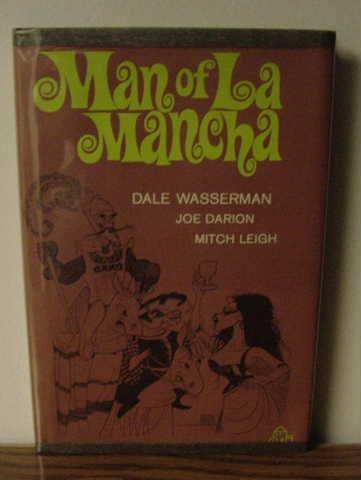 Man of La
Mancha
DALE WASSERMAN
JOE DARION
MITCH LEIGH